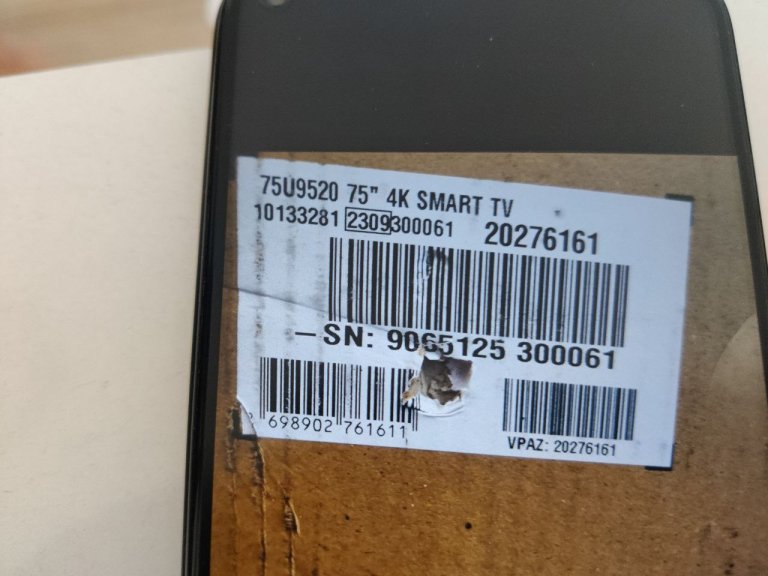 75U9520 75" 4K SMART TV
10133281 2309300061 20276161
–SN: 9065125 300061
698902 761611
VPAZ: 20276161